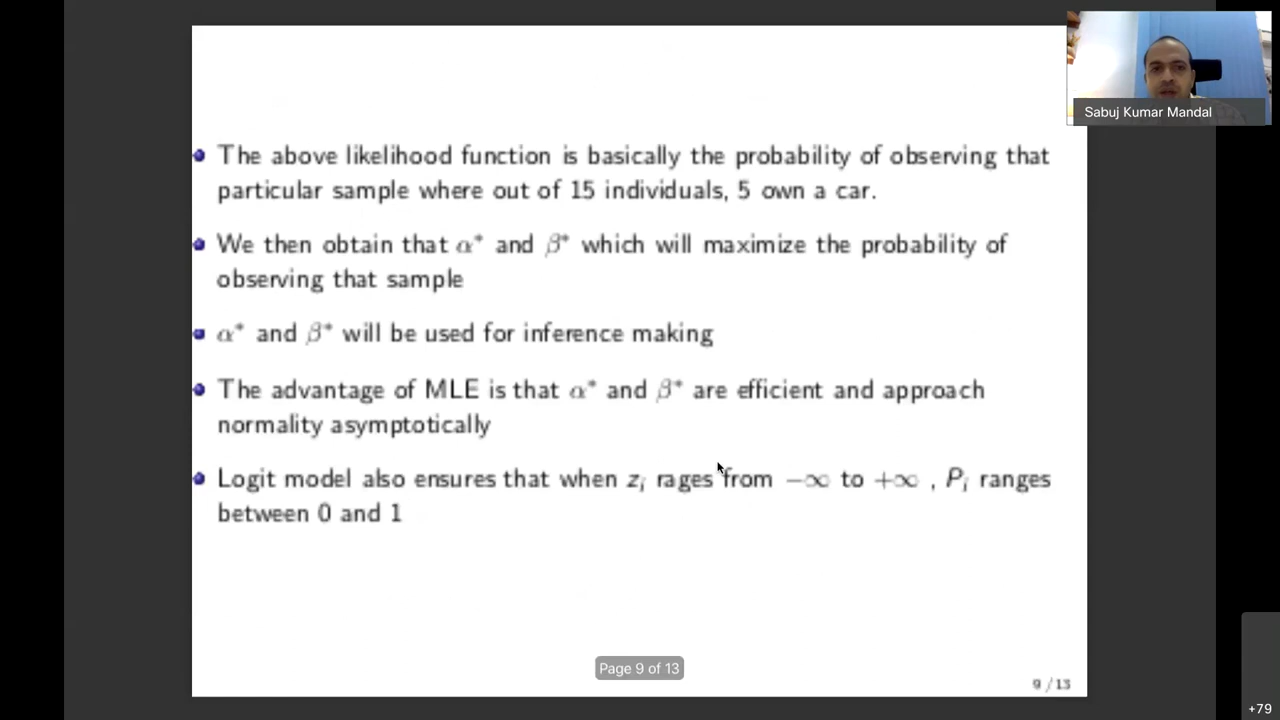 Sabuj Kumar Mandal
The above likelihood function is basically the probability of observing that
particular sample where out of 15 individuals, 5 own a car.
We then obtain that α* and β* which will maximize the probability of
observing that sample
α* and β* will be used for inference making
The advantage of MLE is that α* and β* are efficient and approach
normality asymptotically
Logit model also ensures that when zᵢ rages from −∞ to +∞ , Pᵢ ranges
between 0 and 1
Page 9 of 13
9 / 13
+79